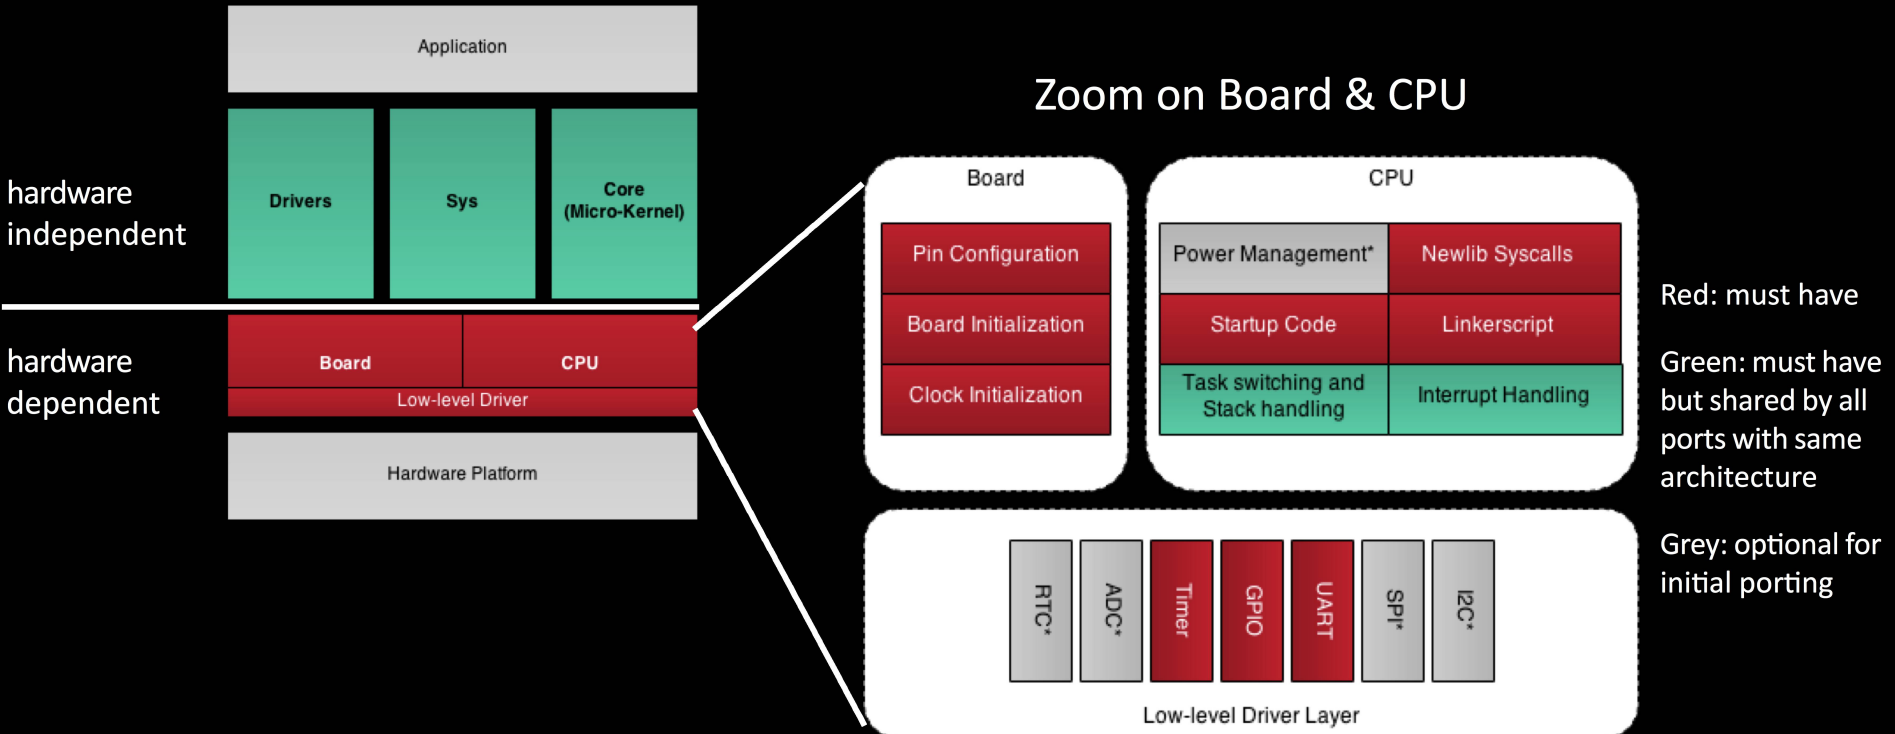 Application
hardware
independent
Drivers
Sys
Core
(Micro-Kernel)
hardware
dependent
Board
CPU
Low-level Driver
Hardware Platform
Zoom on Board & CPU
Board
Pin Configuration
Board Initialization
Clock Initialization
CPU
Power Management*
Newlib Syscalls
Startup Code
Linkerscript
Task switching and
Stack handling
Interrupt Handling
RTC*
ADC*
Timer
GPIO
UART
SPI*
I2C*
Low-level Driver Layer
Red: must have
Green: must have
but shared by all
ports with same
architecture
Grey: optional for
initial porting